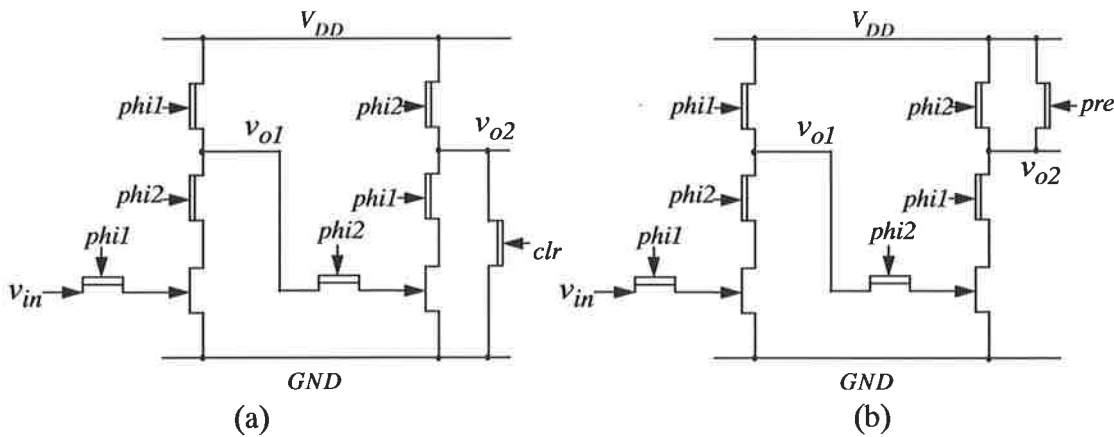 V_DD
phi1
phi2
v_o1
v_o2
phi2
phi1
phi1
phi2
clr
v_in
GND
(a)
V_DD
phi1
phi2
pre
v_o1
v_o2
phi2
phi1
phi1
phi2
v_in
GND
(b)